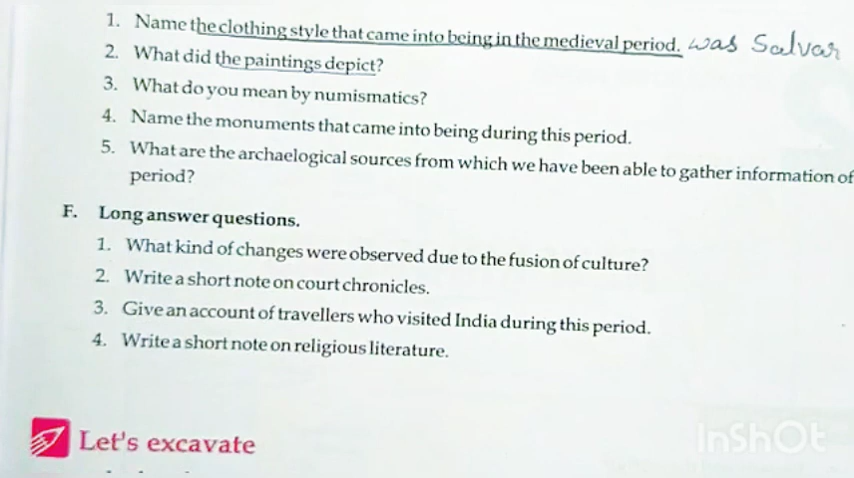 1. Name the clothing style that came into being in the medieval period. was Salvar
2. What did the paintings depict?
3. What do you mean by numismatics?
4. Name the monuments that came into being during this period.
5. What are the archaelogical sources from which we have been able to gather information of
period?
F. Long answer questions.
1. What kind of changes were observed due to the fusion of culture?
2. Write a short note on court chronicles.
3. Give an account of travellers who visited India during this period.
4. Write a short note on religious literature.
Let's excavate
InShOt